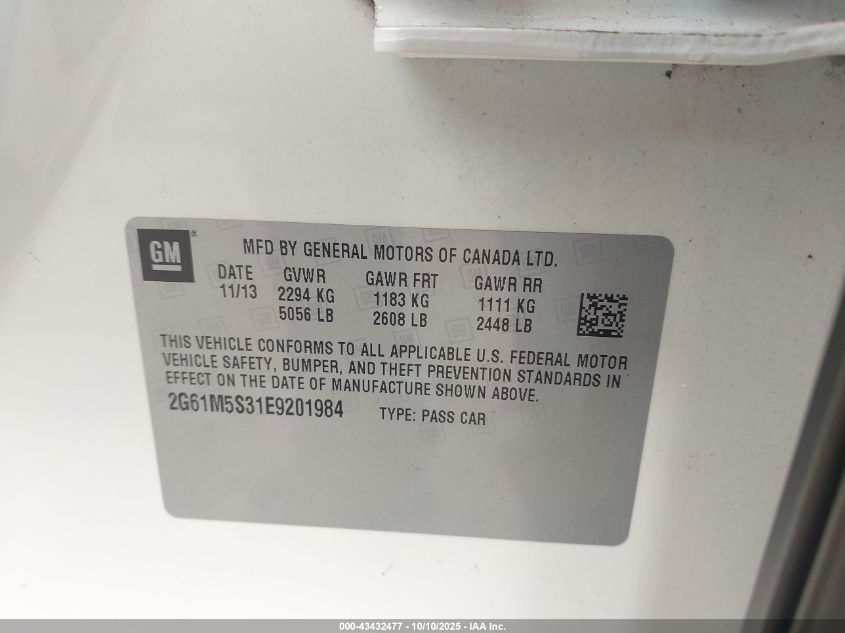 GM ®
MFD BY GENERAL MOTORS OF CANADA LTD.
DATE GVWR GAWR FRT GAWR RR
11/13 2294 KG 1183 KG 1111 KG
5056 LB 2608 LB 2448 LB
THIS VEHICLE CONFORMS TO ALL APPLICABLE U.S. FEDERAL MOTOR
VEHICLE SAFETY, BUMPER, AND THEFT PREVENTION STANDARDS IN
EFFECT ON THE DATE OF MANUFACTURE SHOWN ABOVE.
2G61M5S31E9201984 TYPE: PASS CAR
000-43432477 - 10/10/2025 - IAA Inc.